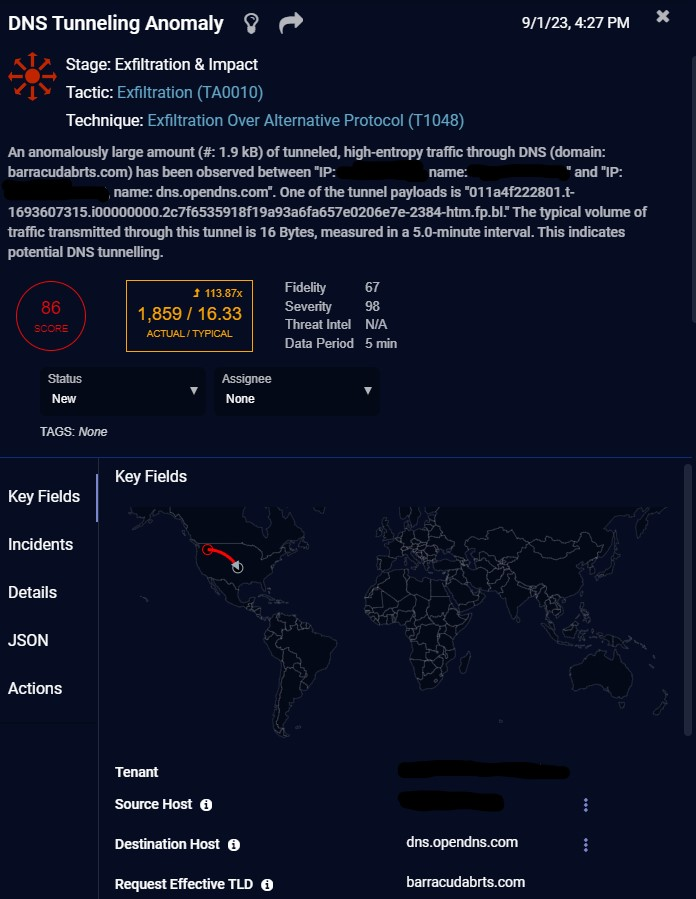 DNS Tunneling Anomaly
9/1/23, 4:27 PM
Stage: Exfiltration & Impact
Tactic: Exfiltration (TA0010)
Technique: Exfiltration Over Alternative Protocol (T1048)
An anomalously large amount (#: 1.9 kB) of tunneled, high-entropy traffic through DNS (domain:
barracudabrts.com) has been observed between "IP: name: " and "IP:
, name: dns.opendns.com". One of the tunnel payloads is "011a4f222801.t-
1693607315.i00000000.2c7f6535918f19a93a6fa657e0206e7e-2384-htm.fp.bl." The typical volume of
traffic transmitted through this tunnel is 16 Bytes, measured in a 5.0-minute interval. This indicates
potential DNS tunnelling.
86
SCORE
113.87x
1,859 / 16.33
ACTUAL / TYPICAL
Fidelity 67
Severity 98
Threat Intel N/A
Data Period 5 min
Status
New
Assignee
None
TAGS: None
Key Fields
Incidents
Details
JSON
Actions
Key Fields
Tenant
Source Host
Destination Host dns.opendns.com
Request Effective TLD barracudabrts.com